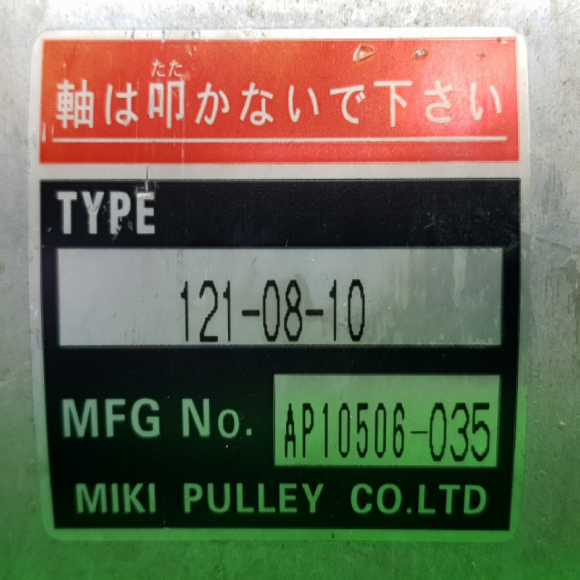 たた
軸は叩かないで下さい
TYPE
121-08-10
MFG No. AP10506-035
MIKI PULLEY CO.LTD